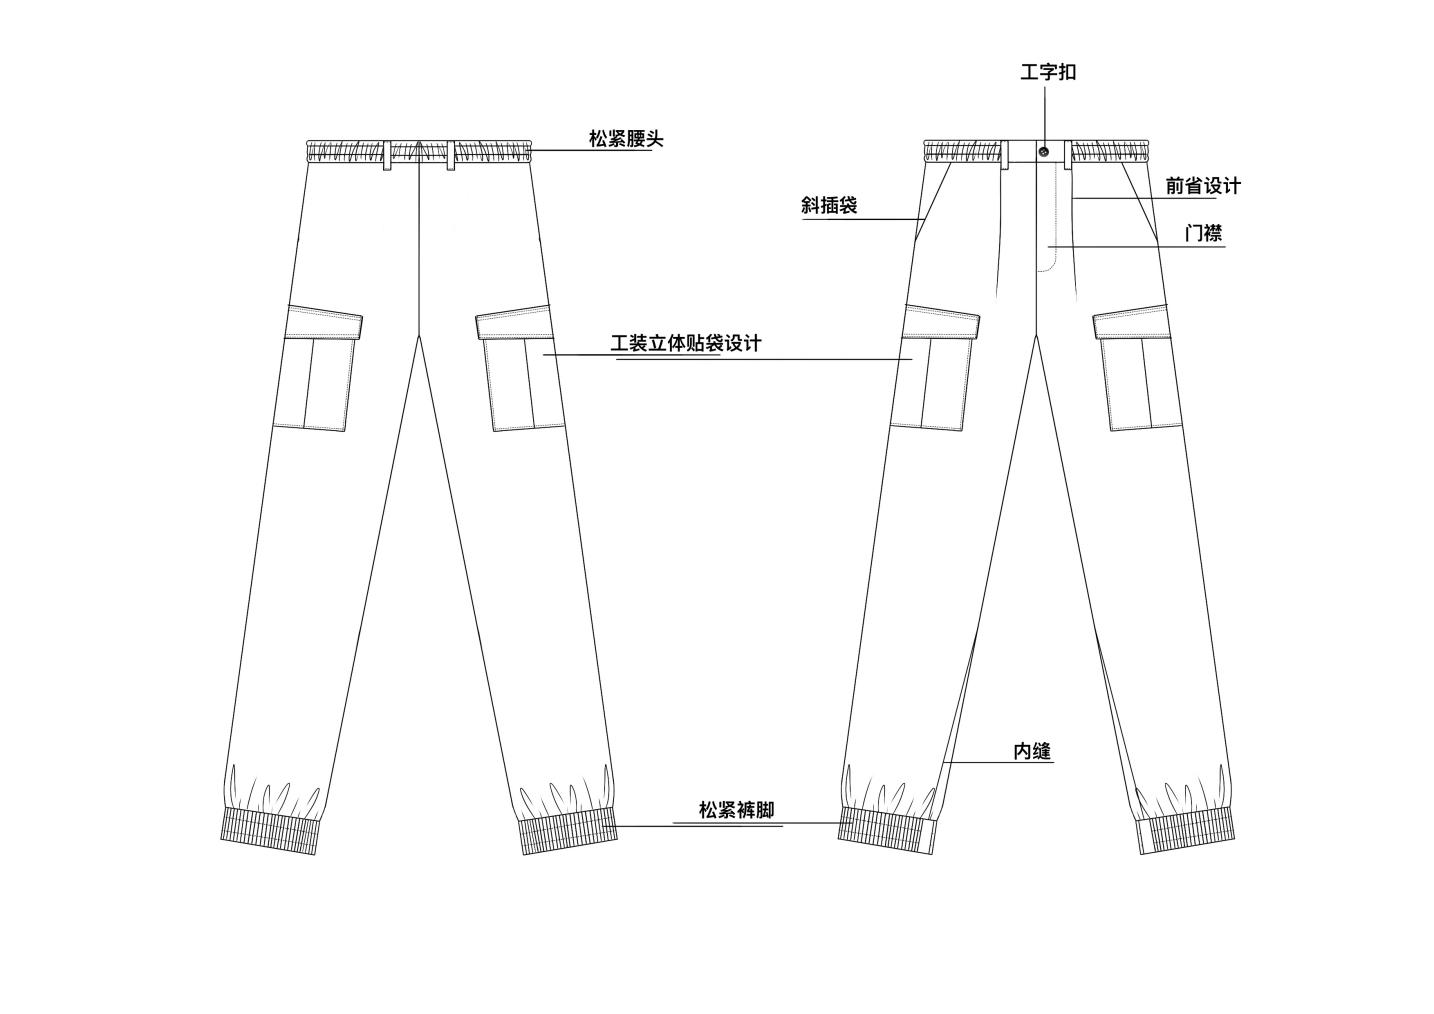 工字扣
松紧腰头
前省设计
斜插袋
门襟
工装立体贴袋设计
内缝
松紧裤脚